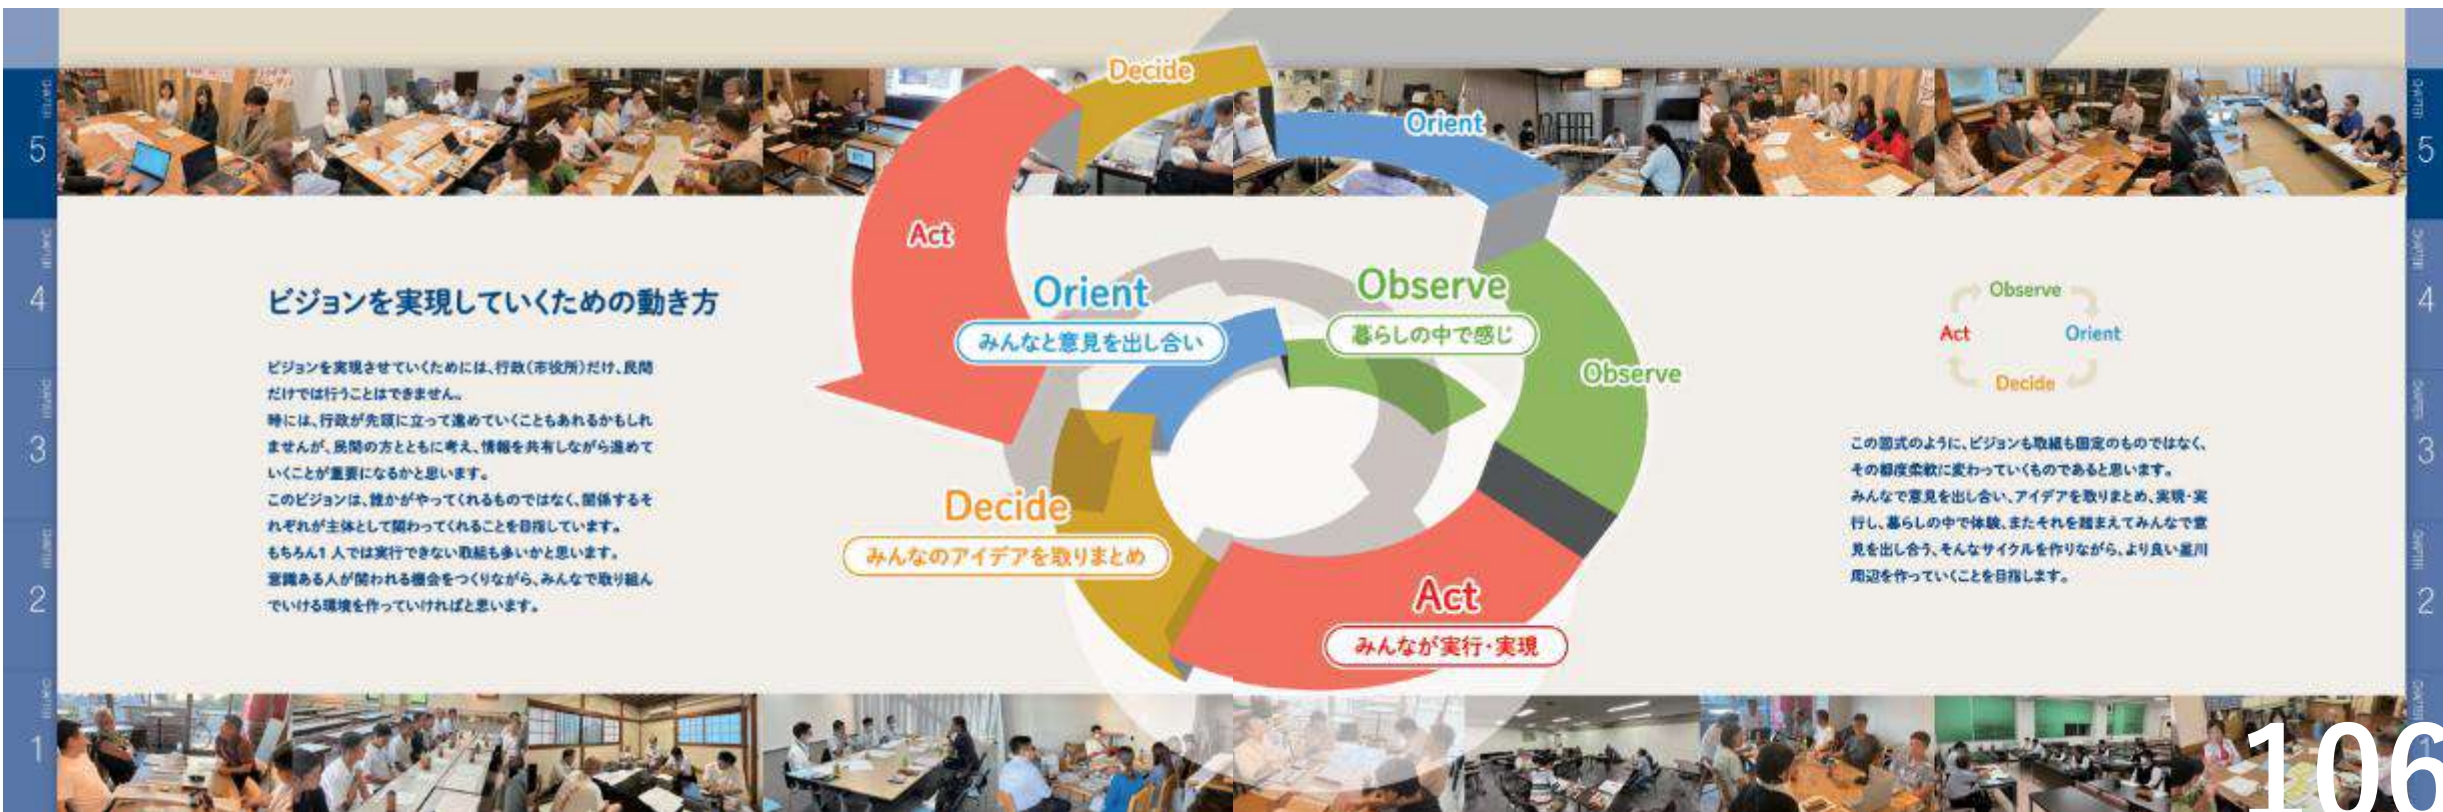 Decide
Orient
Act
Observe
ビジョンを実現していくための動き方
ビジョンを実現させていくためには、行政(市役所)だけ、民間
だけでは行うことはできません。
時には、行政が先頭に立って進めていくこともあれるかもしれ
ませんが、民間の方とともに考え、情報を共有しながら進めて
いくことが重要になるかと思います。
このビジョンは、誰かがやってくれるものではなく、関係するそ
れぞれが主体として関わってくれることを目指しています。
もちろん1人では実行できない取組も多いかと思います。
意識ある人が関われる機会をつくりながら、みんなで取り組ん
でいける環境を作っていければと思います。
Orient
みんなと意見を出し合い
Observe
暮らしの中で感じ
Decide
みんなのアイデアを取りまとめ
Act
みんなが実行・実現
Observe
Act
Orient
Decide
この図式のように、ビジョンも取組も固定のものではなく、
その都度柔軟に変わっていくものであると思います。
みんなで意見を出し合い、アイデアを取りまとめ、実現・実
行し、暮らしの中で体験、またそれを踏まえてみんなで意
見を出し合う、そんなサイクルを作りながら、より良い星川
周辺を作っていくことを目指します。
CHAPTER
5
CHAPTER
4
CHAPTER
3
CHAPTER
2
CHAPTER
1
CHAPTER
5
CHAPTER
4
CHAPTER
3
CHAPTER
2
CHAPTER
1
106